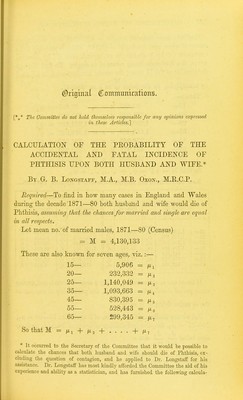 Original Communications.
[*,* The Committee do not hold themselves responsible for any opinions expressed
in these Articles.]
CALCULATION OF THE PROBABILITY OF THE
ACCIDENTAL AND FATAL INCIDENCE OF
PHTHISIS UPON BOTH HUSBAND AND WIFE.*
By G. B. Longstaff, M.A., M.B. Oxon., M.R.C.P.
Required—To find in how many cases in England and Wales
during the decade 1871—80 both husband and wife would die of
Phthisis, assuming that the chances for married and single are equal
in all respects.
Let mean no. of married males, 1871—80 (Census)
= M = 4,130,133
These are also known for seven ages, viz.:—
15— 5,906 = μ₁
20— 232,332 = μ₂
25— 1,140,049 = μ₃
35— 1,093,663 = μ₄
45— 830,395 = μ₅
55— 528,443 = μ₆
65— 299,345 = μ₇
So that M = μ₁ + μ₂ + . . . . + μ₇
* It occurred to the Secretary of the Committee that it would be possible to
calculate the chances that both husband and wife should die of Phthisis, ex-
cluding the question of contagion, and he applied to Dr. Longstaff for his
assistance. Dr. Longstaff has most kindly afforded the Committee the aid of his
experience and ability as a statistician, and has furnished the following calcula-